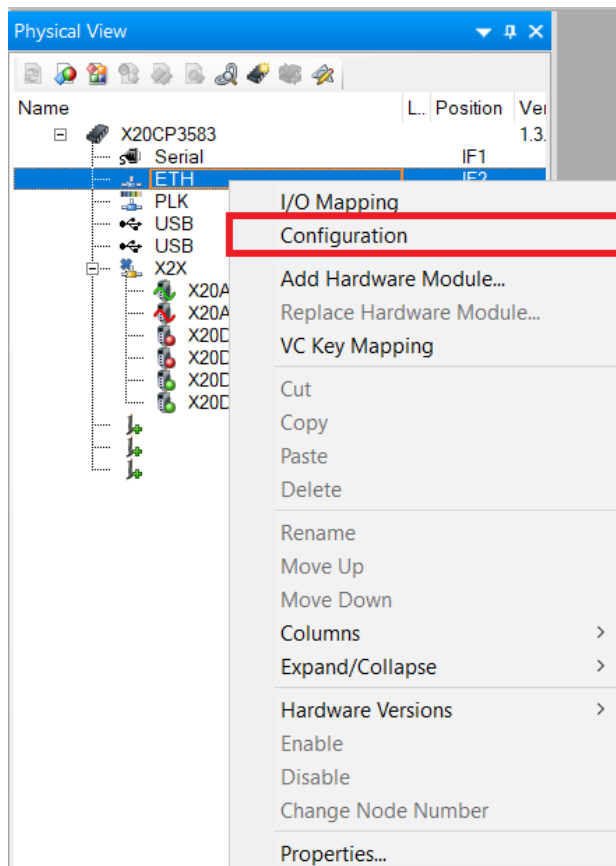 Physical View
Name L.. Position Ver
X20CP3583 1.3.
Serial IF1
ETH IF2
PLK
USB
USB
X2X
X20A
X20A
X20D
X20D
X20D
X20D
I/O Mapping
Configuration
Add Hardware Module...
Replace Hardware Module...
VC Key Mapping
Cut
Copy
Paste
Delete
Rename
Move Up
Move Down
Columns
Expand/Collapse
Hardware Versions
Enable
Disable
Change Node Number
Properties...